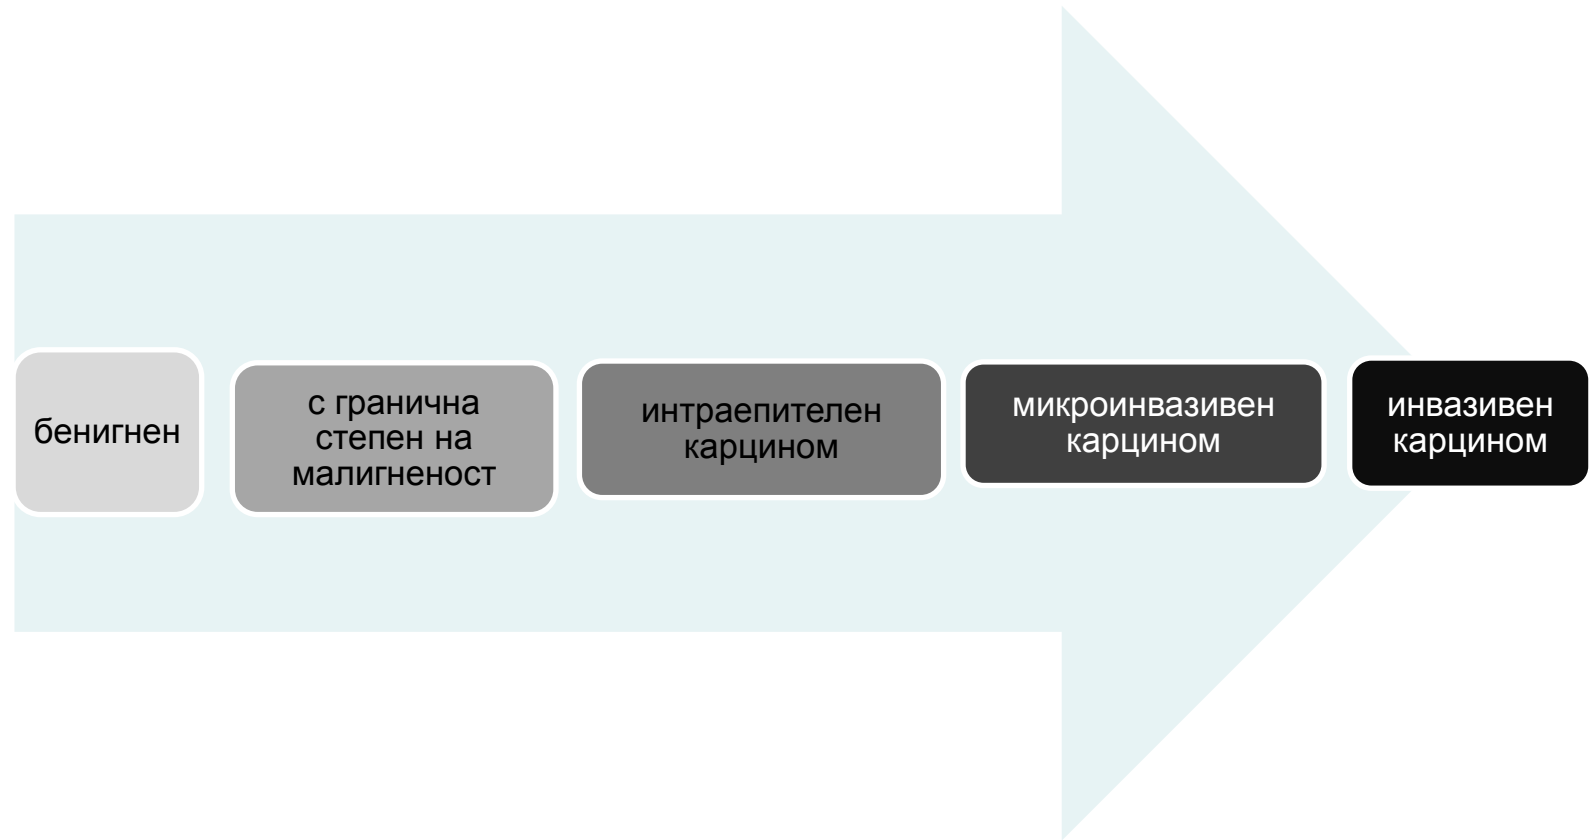 бенигнен
с гранична
степен на
малигненост
интраепителен
карцином
микроинвазивен
карцином
инвазивен
карцином